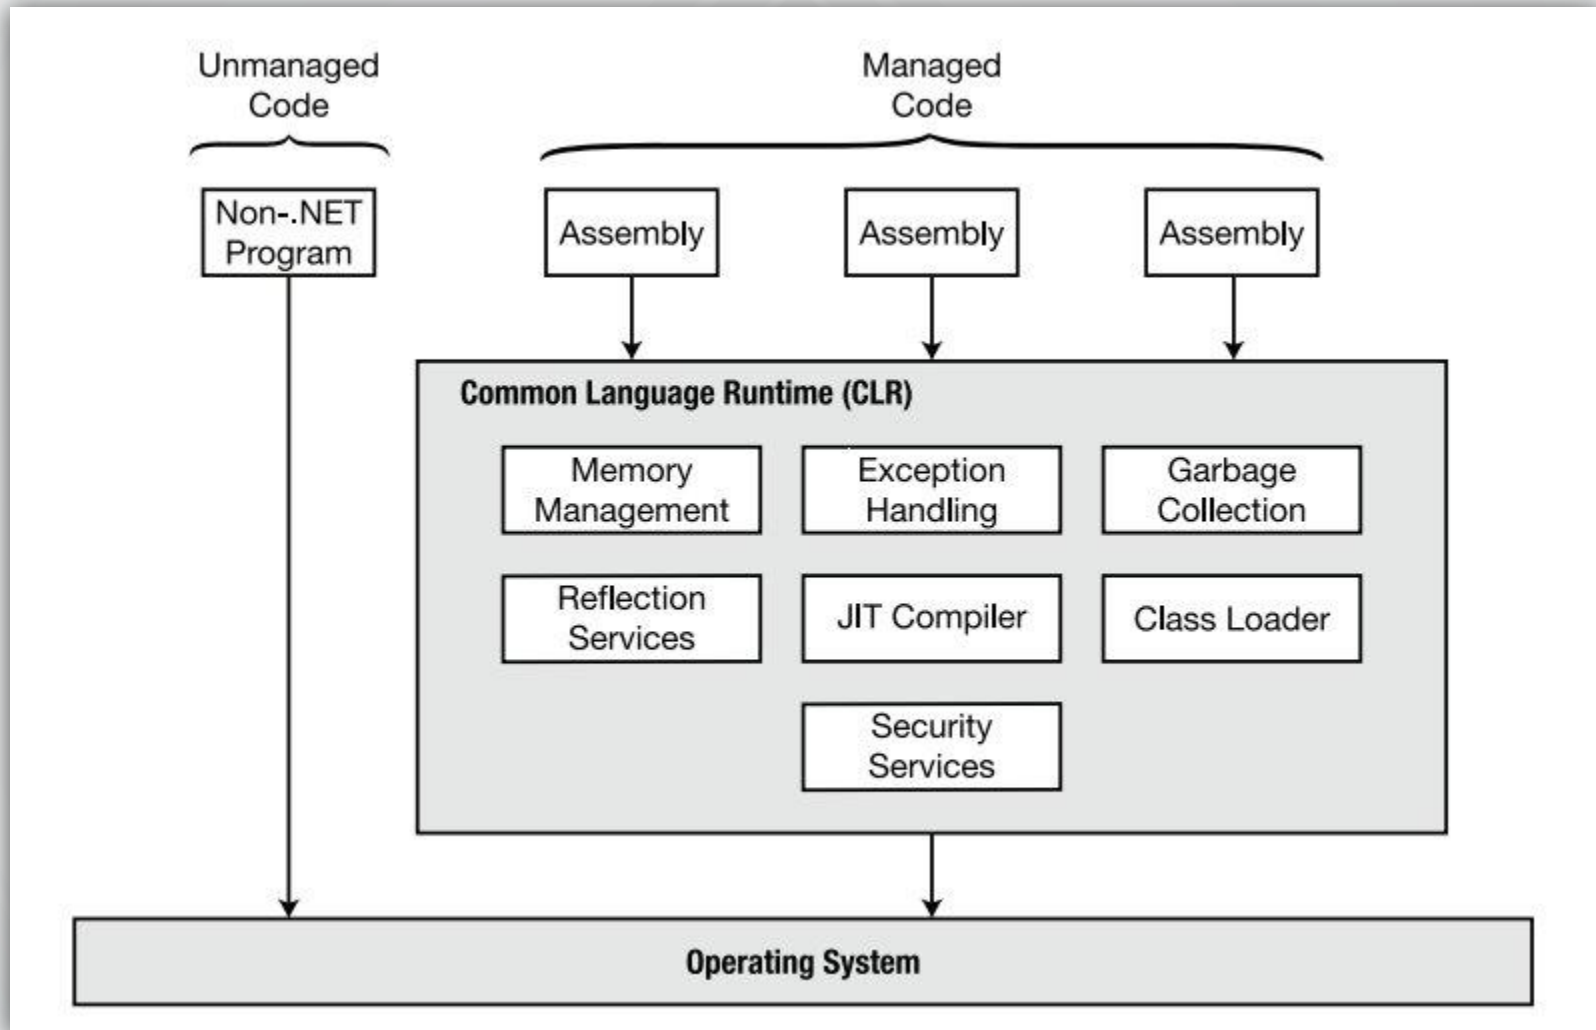 Unmanaged
Code
Managed
Code
Non-.NET
Program
Assembly
Assembly
Assembly
Common Language Runtime (CLR)
Memory
Management
Exception
Handling
Garbage
Collection
Reflection
Services
JIT Compiler
Class Loader
Security
Services
Operating System